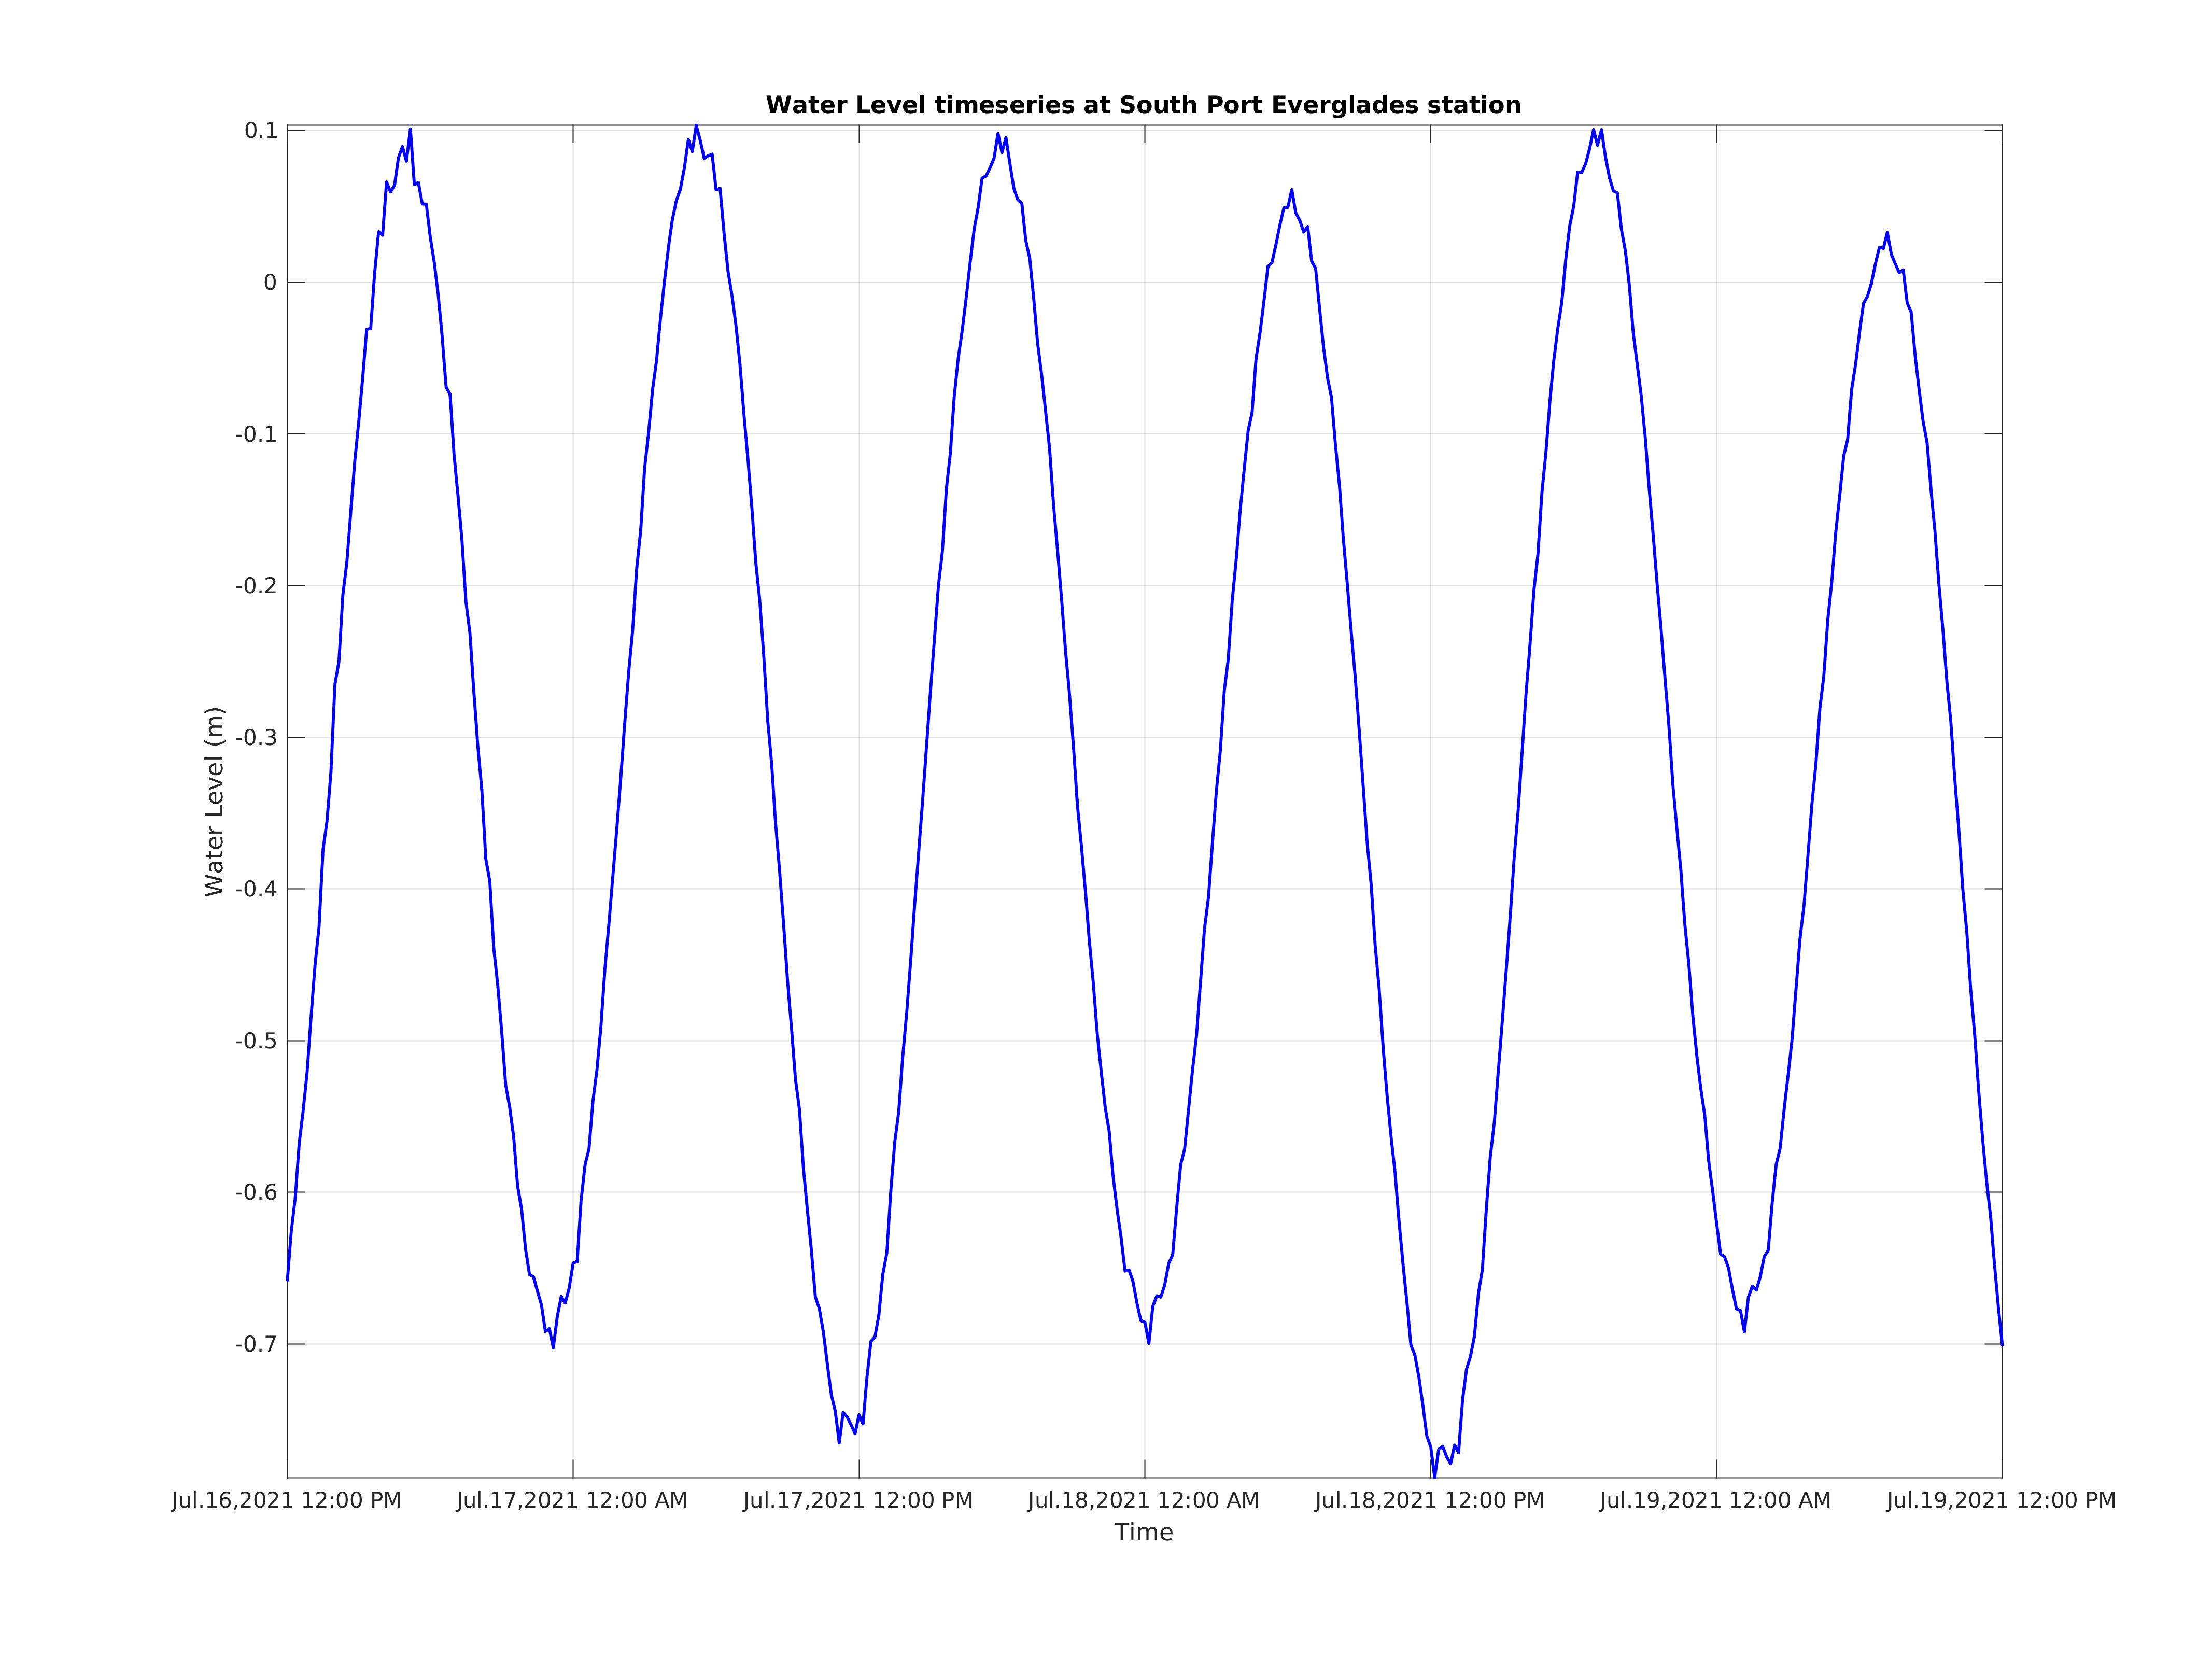 Water Level timeseries at South Port Everglades station
0.1
0
-0.1
-0.2
-0.3
-0.4
-0.5
-0.6
-0.7
Water Level (m)
Jul.16,2021 12:00 PM Jul.17,2021 12:00 AM Jul.17,2021 12:00 PM Jul.18,2021 12:00 AM Jul.18,2021 12:00 PM Jul.19,2021 12:00 AM Jul.19,2021 12:00 PM
Time